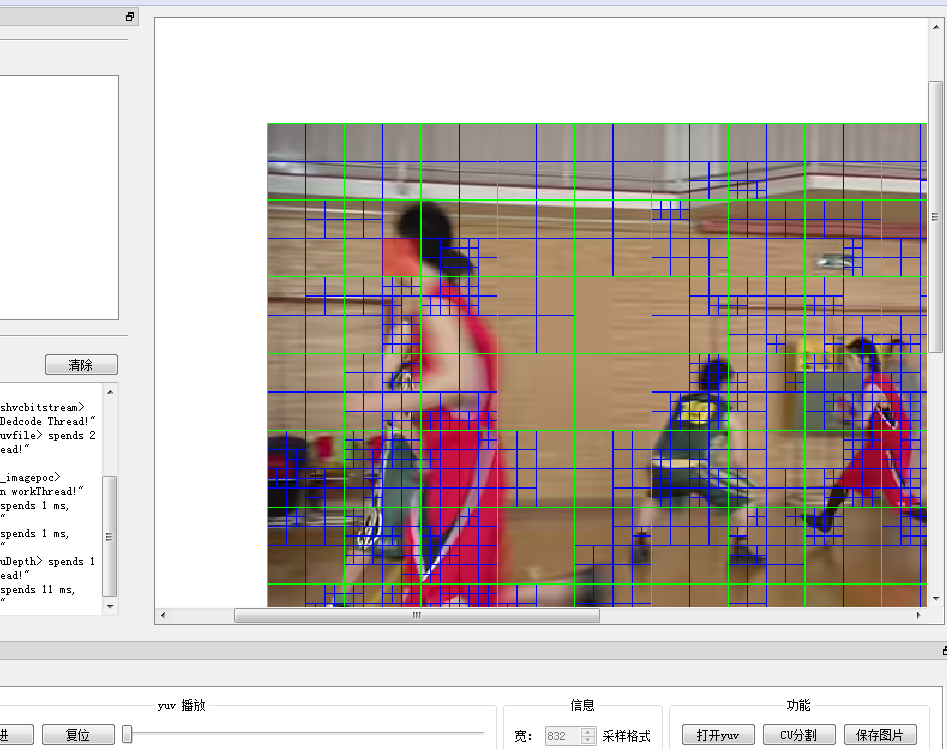 清除
shvcbitstream>
Dedcode Thread!"
uvfile> spends 2
ead!"
_imagepoc>
n workThread!"
spends 1 ms,
"
spends 1 ms,
"
uDepth> spends 1
ead!"
spends 11 ms,
"
yuv 播放
信息
功能
进
复位
宽:
832
采样格式
打开yuv
CU分割
保存图片